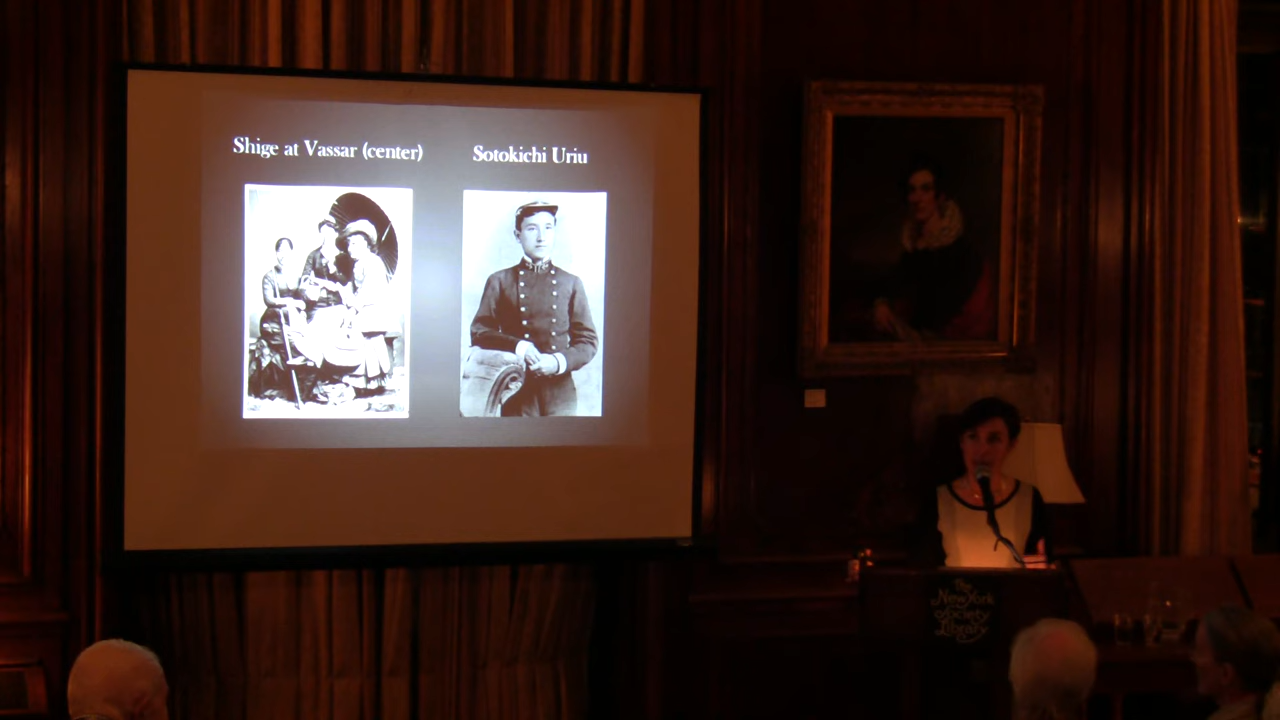 Shige at Vassar (center)
Sotokichi Uriu
The
New York
Society
Library